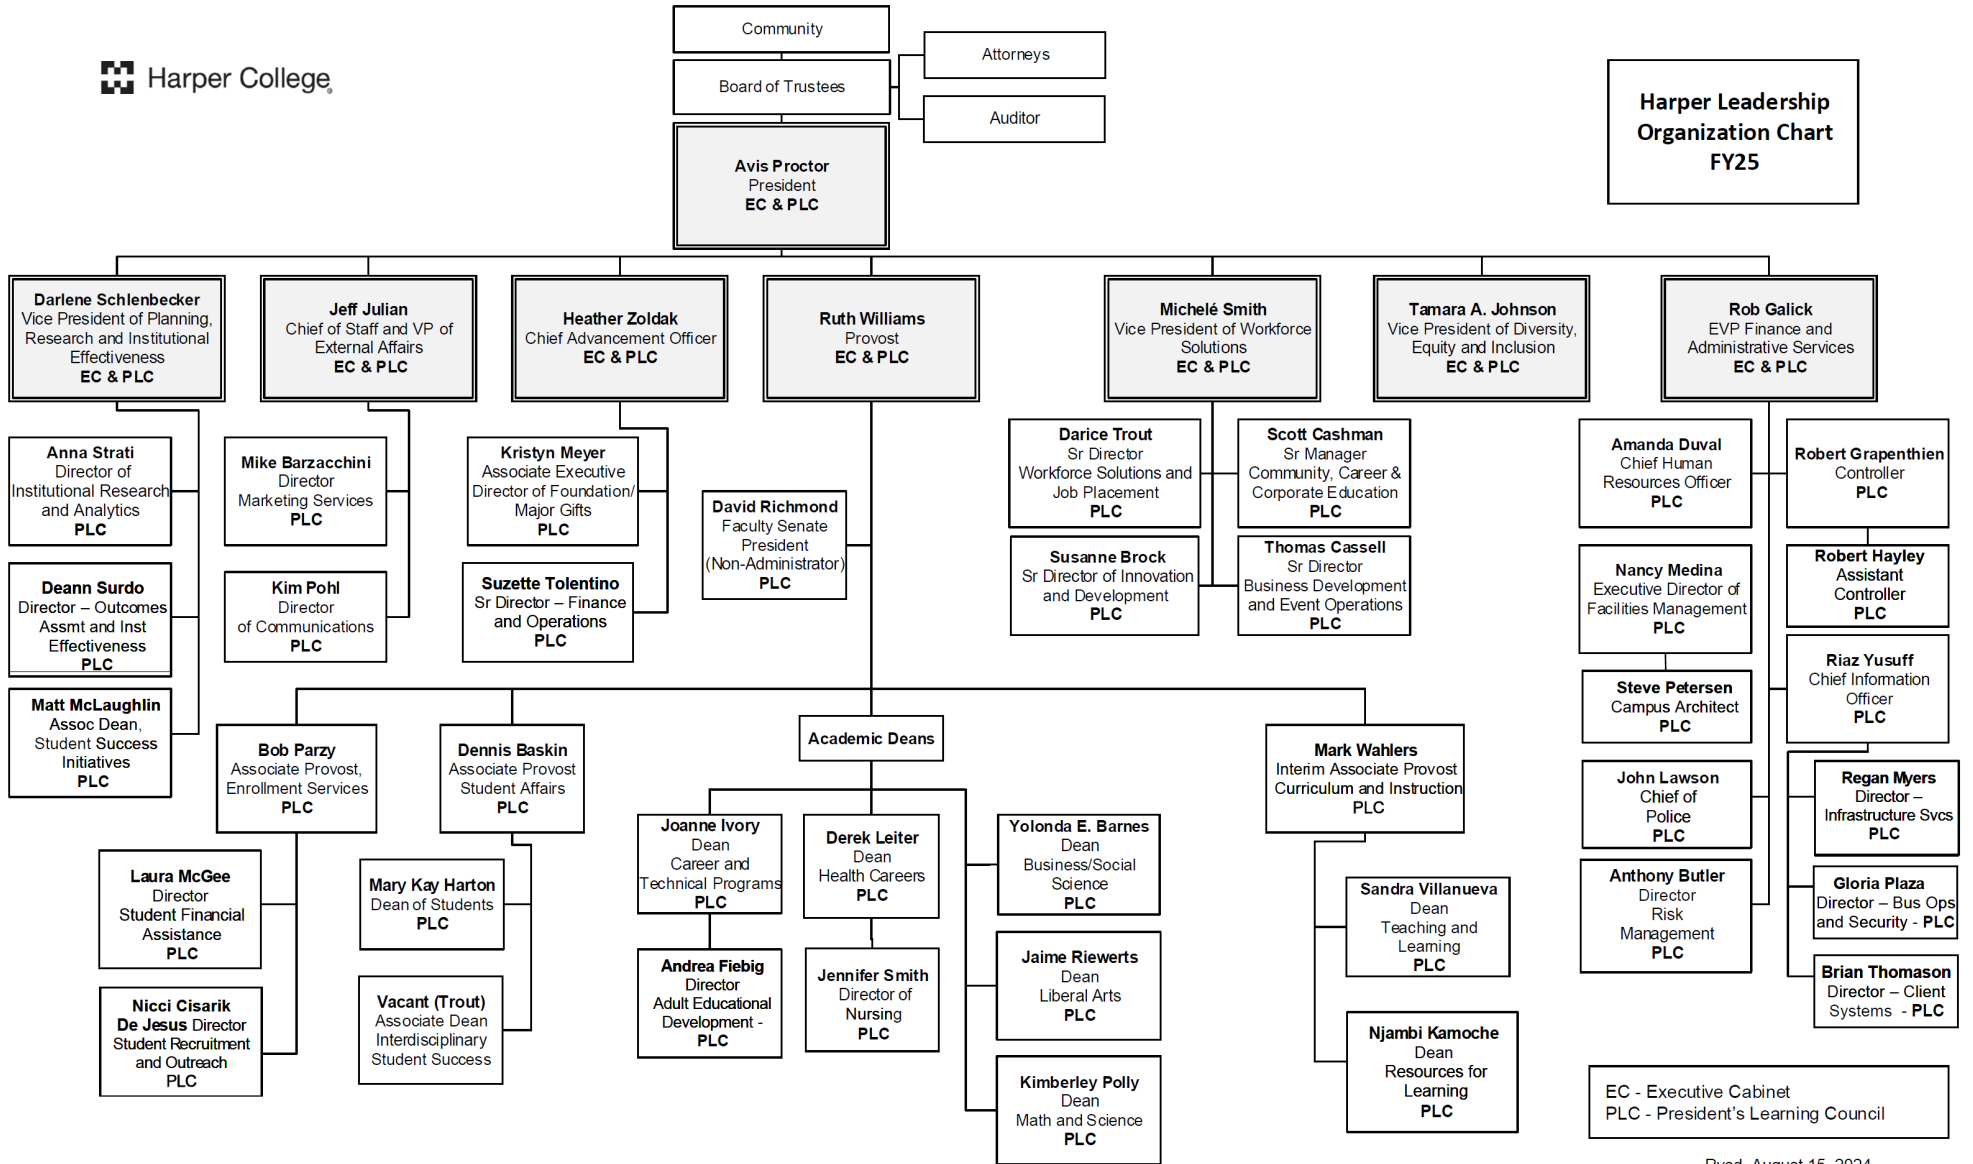 Community
Attorneys
Harper College
Board of Trustees
Auditor
Harper Leadership
Organization Chart
FY25
Avis Proctor
President
EC & PLC
Darlene Schlenbecker
Vice President of Planning,
Research and Institutional
Effectiveness
EC & PLC
Jeff Julian
Chief of Staff and VP of
External Affairs
EC & PLC
Heather Zoldak
Chief Advancement Officer
EC & PLC
Ruth Williams
Provost
EC & PLC
Michelé Smith
Vice President of Workforce
Solutions
EC & PLC
Tamara A. Johnson
Vice President of Diversity,
Equity and Inclusion
EC & PLC
Rob Galick
EVP Finance and
Administrative Services
EC & PLC
Anna Strati
Director of
Institutional Research
and Analytics
PLC
Deann Surdo
Director – Outcomes
Assmt and Inst
Effectiveness
PLC
Matt McLaughlin
Assoc Dean,
Student Success
Initiatives
PLC
Mike Barzacchini
Director
Marketing Services
PLC
Kim Pohl
Director
of Communications
PLC
Kristyn Meyer
Associate Executive
Director of Foundation/
Major Gifts
PLC
Suzette Tolentino
Sr Director – Finance
and Operations
PLC
David Richmond
Faculty Senate
President
(Non-Administrator)
PLC
Darice Trout
Sr Director
Workforce Solutions and
Job Placement
PLC
Scott Cashman
Sr Manager
Community, Career &
Corporate Education
PLC
Susanne Brock
Sr Director of Innovation
and Development
PLC
Thomas Cassell
Sr Director
Business Development
and Event Operations
PLC
Amanda Duval
Chief Human
Resources Officer
PLC
Robert Grapenthien
Controller
PLC
Nancy Medina
Executive Director of
Facilities Management
PLC
Robert Hayley
Assistant
Controller
PLC
Steve Petersen
Campus Architect
PLC
Riaz Yusuff
Chief Information
Officer
PLC
John Lawson
Chief of
Police
PLC
Regan Myers
Director –
Infrastructure Svcs
PLC
Anthony Butler
Director
Risk
Management
PLC
Gloria Plaza
Director – Bus Ops
and Security - PLC
Brian Thomason
Director – Client
Systems - PLC
Bob Parzy
Associate Provost,
Enrollment Services
PLC
Dennis Baskin
Associate Provost
Student Affairs
PLC
Academic Deans
Mark Wahlers
Interim Associate Provost
Curriculum and Instruction
PLC
Laura McGee
Director
Student Financial
Assistance
PLC
Nicci Cisarik
De Jesus Director
Student Recruitment
and Outreach
PLC
Mary Kay Harton
Dean of Students
PLC
Vacant (Trout)
Associate Dean
Interdisciplinary
Student Success
Joanne Ivory
Dean
Career and
Technical Programs
PLC
Andrea Fiebig
Director
Adult Educational
Development -
PLC
Derek Leiter
Dean
Health Careers
PLC
Jennifer Smith
Director of
Nursing
PLC
Yolonda E. Barnes
Dean
Business/Social
Science
PLC
Jaime Riewerts
Dean
Liberal Arts
PLC
Kimberley Polly
Dean
Math and Science
PLC
Sandra Villanueva
Dean
Teaching and
Learning
PLC
Njambi Kamoche
Dean
Resources for
Learning
PLC
EC - Executive Cabinet
PLC - President's Learning Council
Rvsd. August 15, 2024